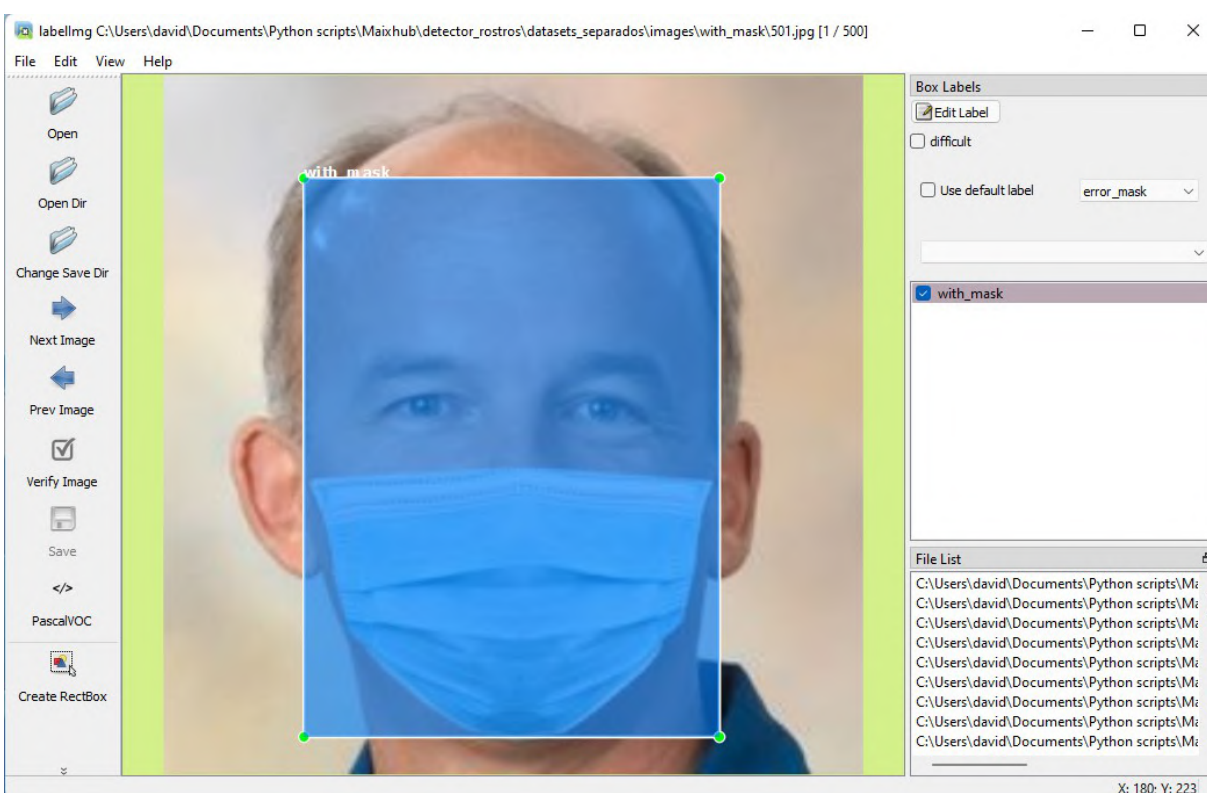 labelImg C:\Users\david\Documents\Python scripts\Maixhub\detector_rostros\datasets_separados\images\with_mask\501.jpg [1 / 500]
File Edit View Help
Open
Open Dir
Change Save Dir
Next Image
Prev Image
Verify Image
Save
</>
PascalVOC
Create RectBox
with_mask
Box Labels
Edit Label
difficult
Use default label error_mask
with_mask
File List
C:\Users\david\Documents\Python scripts\Ma
C:\Users\david\Documents\Python scripts\Ma
C:\Users\david\Documents\Python scripts\Ma
C:\Users\david\Documents\Python scripts\Ma
C:\Users\david\Documents\Python scripts\Ma
C:\Users\david\Documents\Python scripts\Ma
C:\Users\david\Documents\Python scripts\Ma
C:\Users\david\Documents\Python scripts\Ma
C:\Users\david\Documents\Python scripts\Ma
X: 180; Y: 223